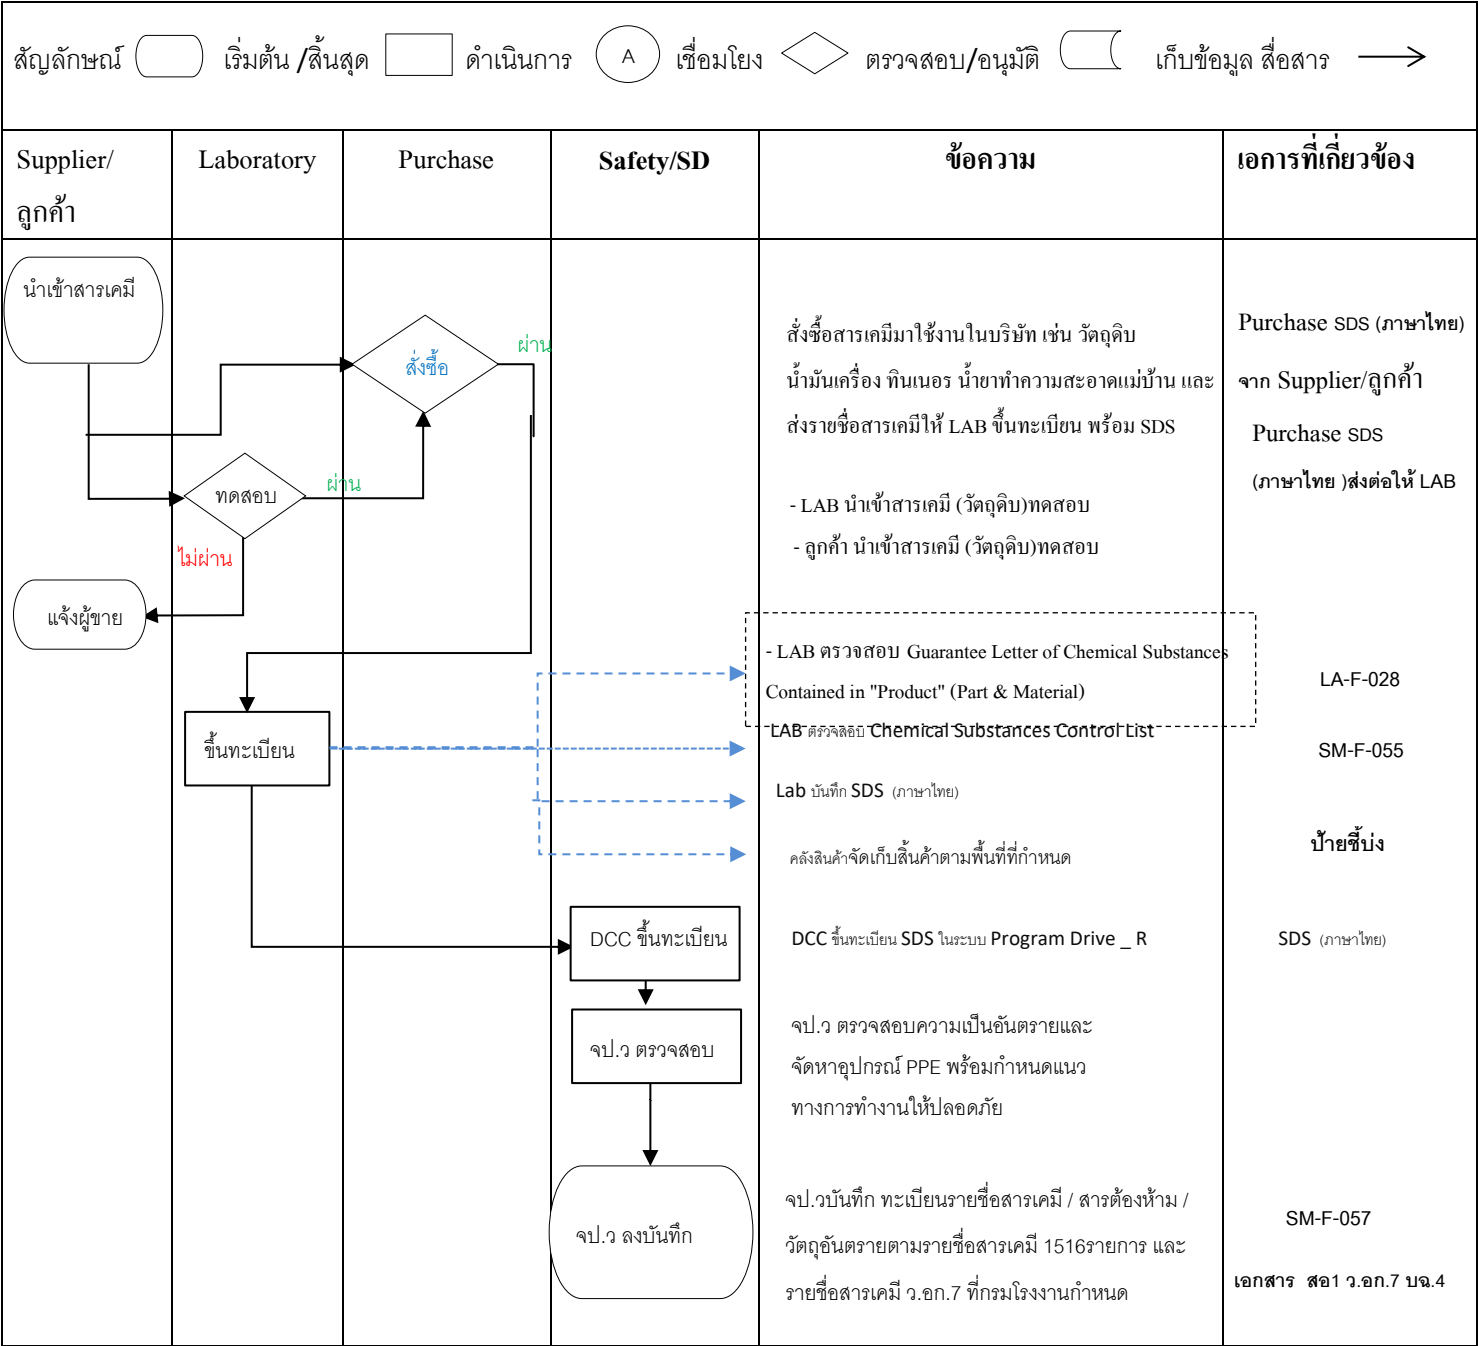 สัญลักษณ์ เริ่มต้น /สิ้นสุด ดำเนินการ A เชื่อมโยง ตรวจสอบ/อนุมัติ เก็บข้อมูล สื่อสาร
Supplier/
ลูกค้า
Laboratory
Purchase
Safety/SD
ข้อความ
เอการที่เกี่ยวข้อง
นำเข้าสารเคมี
สั่งซื้อ
ผ่าน
ทดสอบ
ผ่าน
ไม่ผ่าน
แจ้งผู้ขาย
สั่งซื้อสารเคมีมาใช้งานในบริษัท เช่น วัตถุดิบ
น้ำมันเครื่อง ทินเนอร น้ำยาทำความสะอาดแม่บ้าน และ
ส่งรายชื่อสารเคมีให้ LAB ขึ้นทะเบียน พร้อม SDS
Purchase SDS (ภาษาไทย)
จาก Supplier/ลูกค้า
Purchase SDS
(ภาษาไทย )ส่งต่อให้ LAB
- LAB นำเข้าสารเคมี (วัตถุดิบ)ทดสอบ
- ลูกค้า นำเข้าสารเคมี (วัตถุดิบ)ทดสอบ
- LAB ตรวจสอบ Guarantee Letter of Chemical Substances
Contained in "Product" (Part & Material)
LA-F-028
ขึ้นทะเบียน
LAB ตรวจสอบ Chemical Substances Control List
SM-F-055
Lab บันทึก SDS (ภาษาไทย)
คลังสินค้าจัดเก็บสิ้นค้าตามพื้นที่ที่กำหนด
ป้ายชี้บ่ง
DCC ขึ้นทะเบียน
DCC ขึ้นทะเบียน SDS ในระบบ Program Drive _ R
SDS (ภาษาไทย)
จป.ว ตรวจสอบ
จป.ว ตรวจสอบความเป็นอันตรายและ
จัดหาอุปกรณ์ PPE พร้อมกำหนดแนว
ทางการทำงานให้ปลอดภัย
จป.ว ลงบันทึก
จป.วบันทึก ทะเบียนรายชื่อสารเคมี / สารต้องห้าม /
วัตถุอันตรายตามรายชื่อสารเคมี 1516รายการ และ
รายชื่อสารเคมี ว.อก.7 ที่กรมโรงงานกำหนด
SM-F-057
เอกสาร สอ1 ว.อก.7 บฉ.4